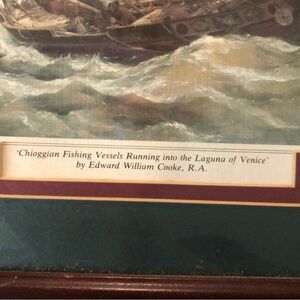 'Chioggian Fishing Vessels Running into the Laguna of Venice'
by Edward William Cooke, R.A.